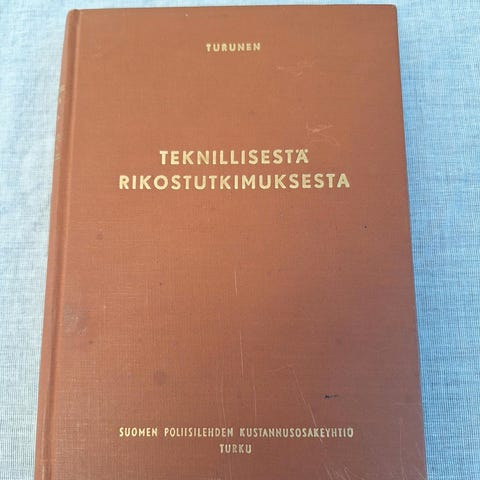 TURUNEN
TEKNILLISESTÄ
RIKOSTUTKIMUKSESTA
SUOMEN POLIISILEHDEN KUSTANNUSOSAKEYHTIÖ
TURKU